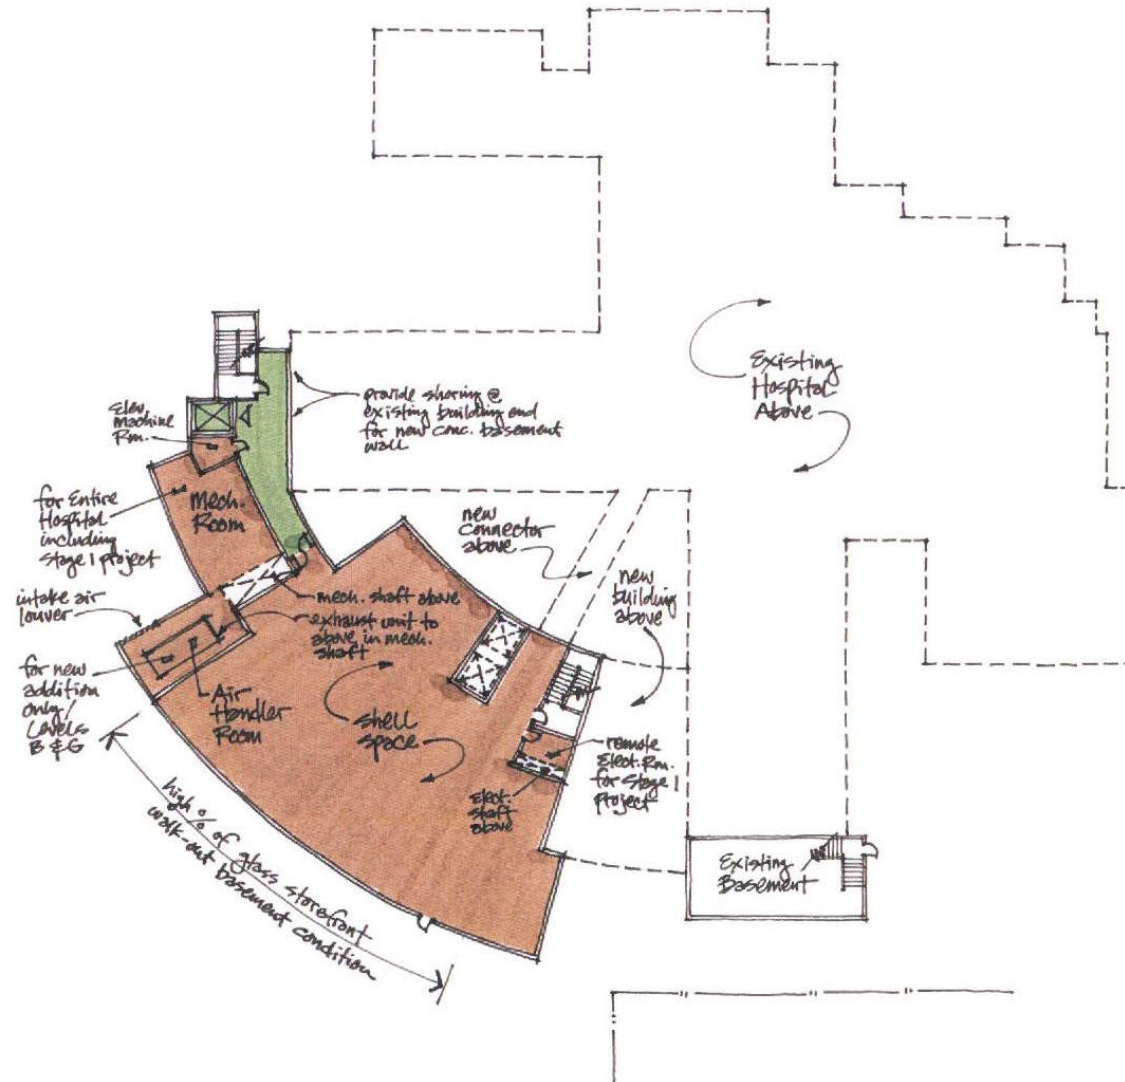 Existing
Hospital
Above
provide shoring @
existing building end
for new conc. basement
wall
Elev.
Machine
Rm.
for Entire
Hospital
including
Stage 1 project
Mech.
Room
new
connector
above
new
building
above
intake air
louver
mech. shaft above
exhaust unit to
above in mech.
shaft
for new
addition
only/
Levels
B & G
Air
Handler
Room
shell
space
remote
Elect. Rm.
for Stage 1
project
Elect.
shaft
above
high % of glass storefront
walk-out basement condition
Existing
Basement